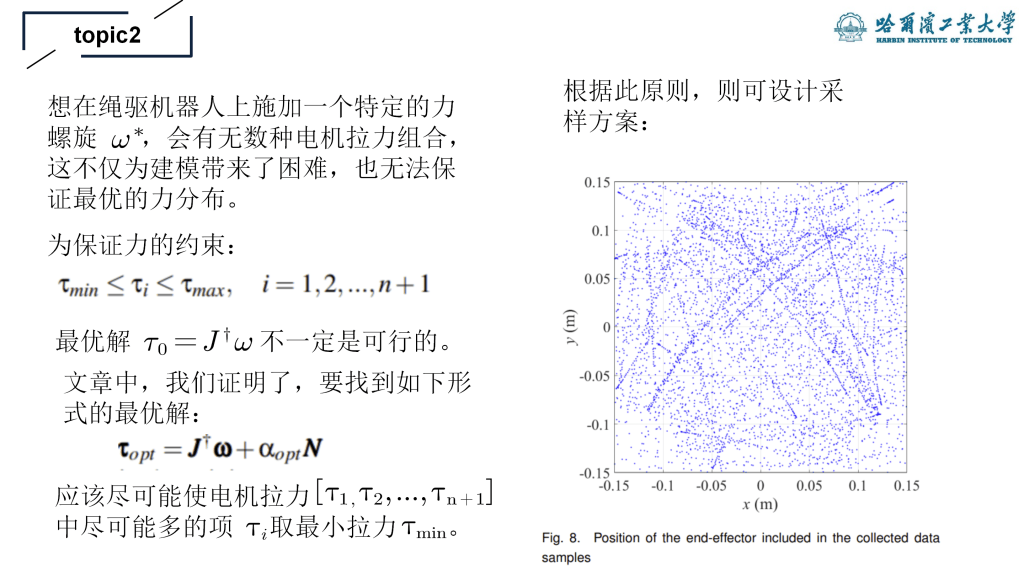 topic2
哈爾濱工業大學
HARBIN INSTITUTE OF TECHNOLOGY
想在绳驱机器人上施加一个特定的力
螺旋 ω*，会有无数种电机拉力组合，
这不仅为建模带来了困难，也无法保
证最优的力分布。
为保证力的约束：
τmin ≤ τi ≤ τmax, i = 1,2,...,n+1
最优解 τ0 = J†ω 不一定是可行的。
文章中，我们证明了，要找到如下形
式的最优解：
τopt = J†ω + αoptN
应该尽可能使电机拉力[τ1,τ2,...,τn+1]
中尽可能多的项 τi取最小拉力τmin。
根据此原则，则可设计采
样方案：
0.15
0.1
0.05
0
-0.05
-0.1
-0.15
y (m)
-0.15 -0.1 -0.05 0 0.05 0.1 0.15
x (m)
Fig. 8. Position of the end-effector included in the collected data
samples